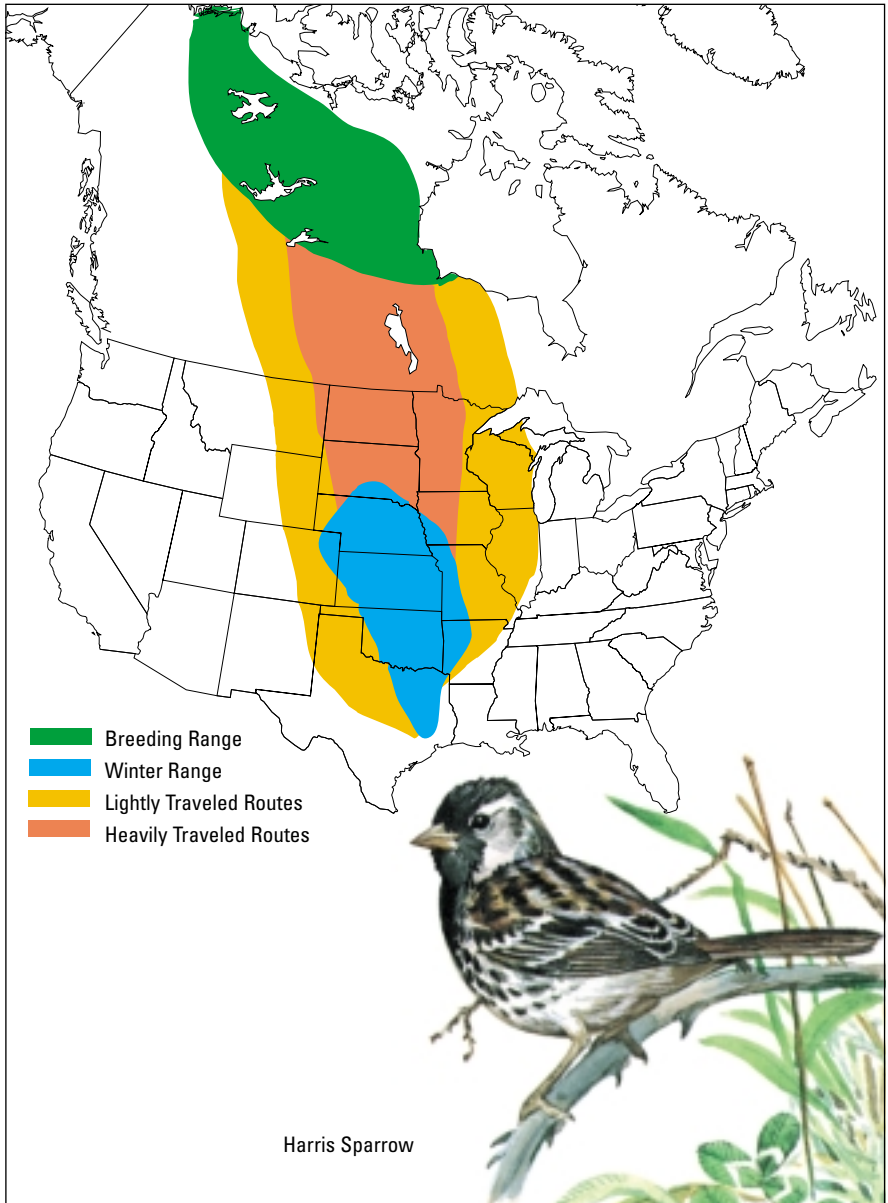 Breeding Range
Winter Range
Lightly Traveled Routes
Heavily Traveled Routes
Harris Sparrow